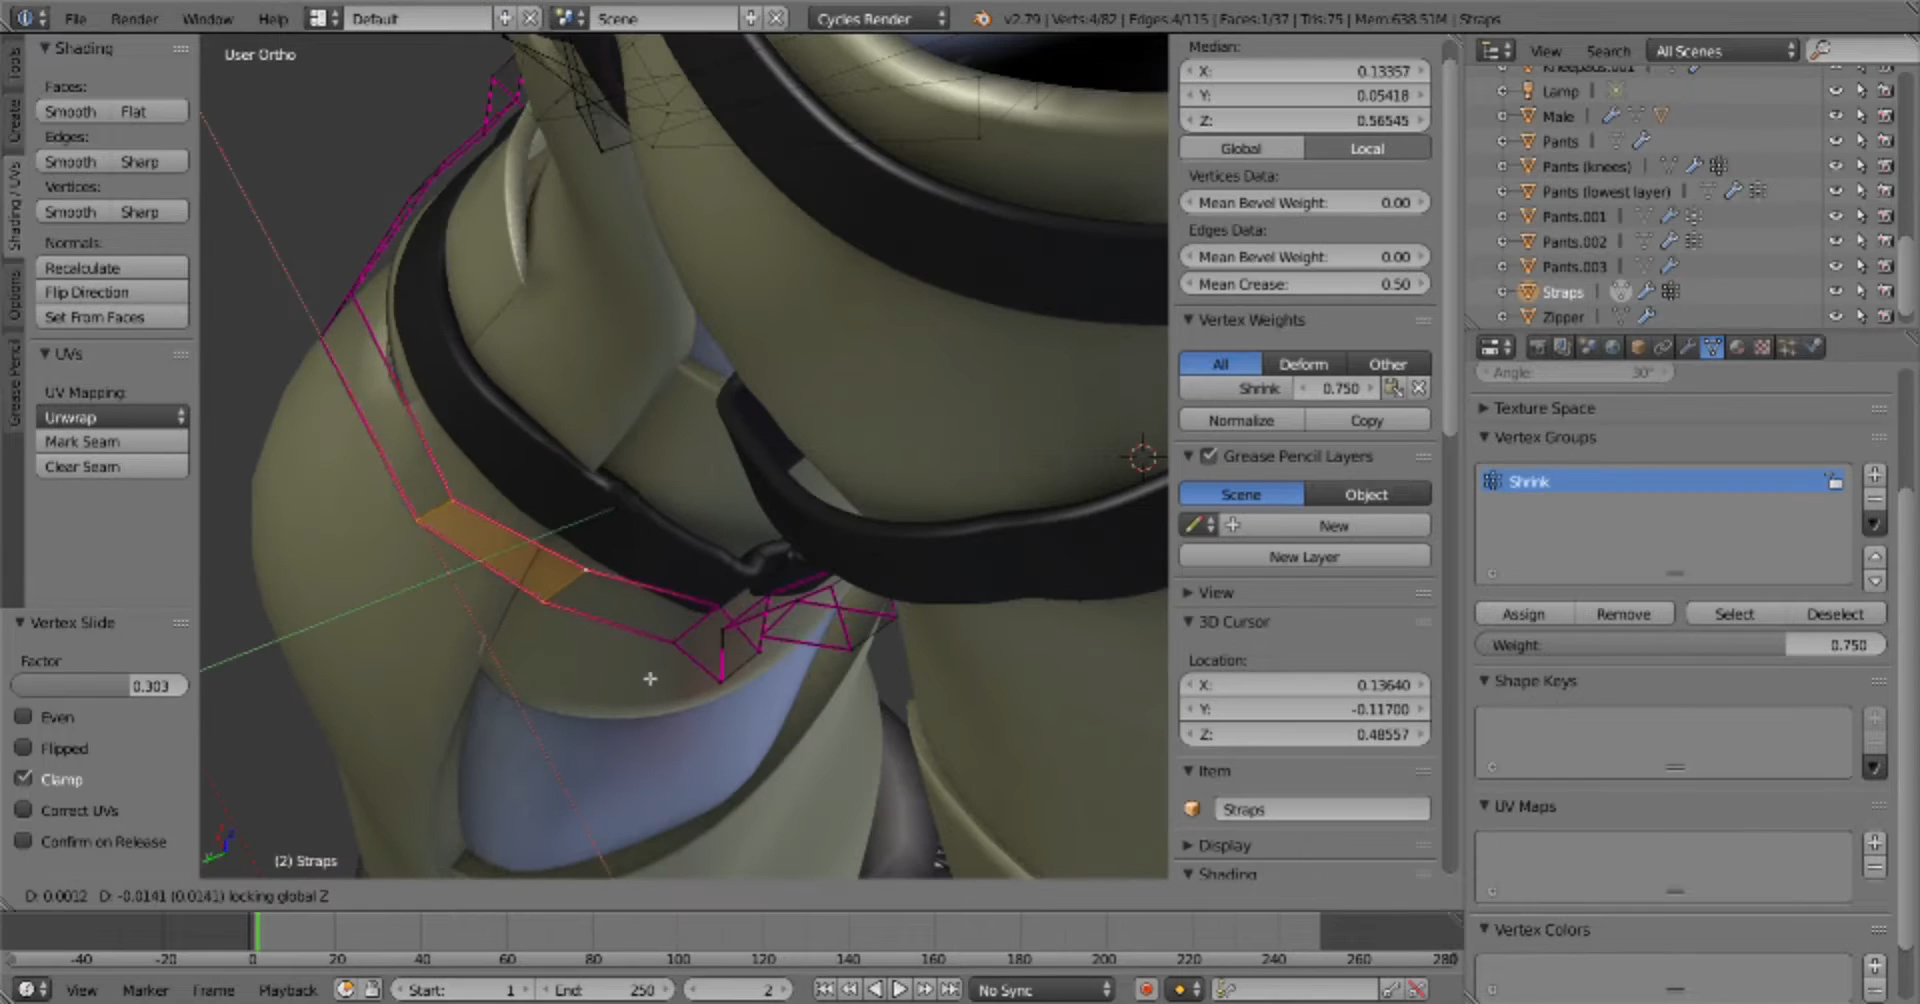 File Render Window Help Default Scene Cycles Render v2.79 | Verts:4/82 | Edges:4/115 | Faces:1/37 | Tris:75 | Mem:638.51M | Straps
Tools
Create
Shading / UVs
Options
Grease Pencil
Shading
Faces:
Smooth Flat
Edges:
Smooth Sharp
Vertices:
Smooth Sharp
Normals:
Recalculate
Flip Direction
Set From Faces
UVs
UV Mapping:
Unwrap
Mark Seam
Clear Seam
Vertex Slide
Factor
0.303
Even
Flipped
Clamp
Correct UVs
Confirm on Release
User Ortho
(2) Straps
D: 0.0012 D: -0.0141 (0.0141) locking global Z
Median:
X: 0.13357
Y: 0.05418
Z: 0.56545
Global Local
Vertices Data:
Mean Bevel Weight: 0.00
Edges Data:
Mean Bevel Weight: 0.00
Mean Crease: 0.50
Vertex Weights
All Deform Other
Shrink 0.750
Normalize Copy
Grease Pencil Layers
Scene Object
New
New Layer
View
3D Cursor
Location:
X: 0.13640
Y: -0.11700
Z: 0.48557
Item
Straps
Display
Shading
View Search All Scenes
Kneepads.001
Lamp
Male
Pants
Pants (knees)
Pants (lowest layer)
Pants.001
Pants.002
Pants.003
Straps
Zipper
Angle: 30°
Texture Space
Vertex Groups
Shrink
Assign Remove Select Deselect
Weight: 0.750
Shape Keys
UV Maps
Vertex Colors
-40 -20 0 20 40 60 80 100 120 140 160 180 200 220 240 260 280
View Marker Frame Playback Start: 1 End: 250 2 No Sync